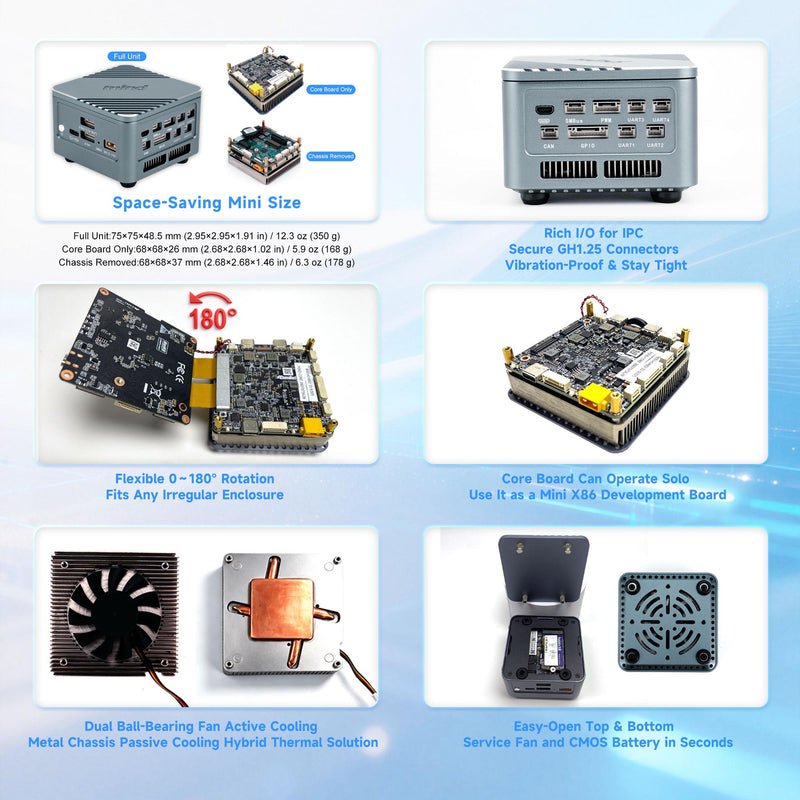 Full Unit
Core Board Only
Chassis Removed
Space-Saving Mini Size
Full Unit:75×75×48.5 mm (2.95×2.95×1.91 in) / 12.3 oz (350 g)
Core Board Only:68×68×26 mm (2.68×2.68×1.02 in) / 5.9 oz (168 g)
Chassis Removed:68×68×37 mm (2.68×2.68×1.46 in) / 6.3 oz (178 g)
SMBus PWM UART3 UART4
CAN GPIO UART1 UART2
Rich I/O for IPC
Secure GH1.25 Connectors
Vibration-Proof & Stay Tight
180°
Flexible 0~180° Rotation
Fits Any Irregular Enclosure
Core Board Can Operate Solo
Use It as a Mini X86 Development Board
Dual Ball-Bearing Fan Active Cooling
Metal Chassis Passive Cooling Hybrid Thermal Solution
Easy-Open Top & Bottom
Service Fan and CMOS Battery in Seconds